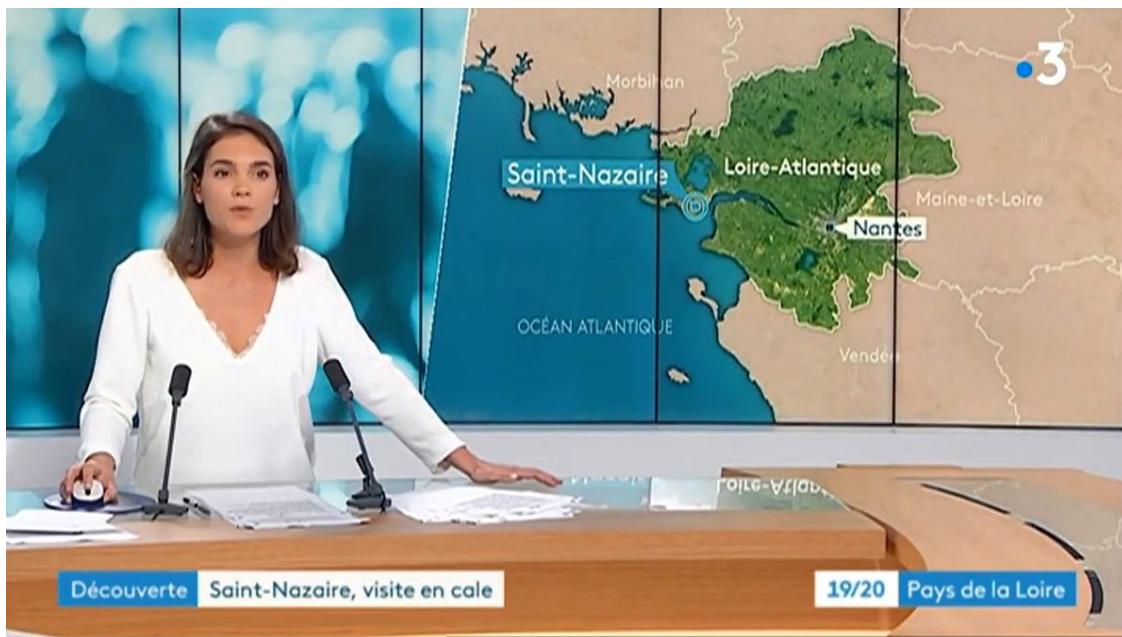 3
Morbihan
Saint-Nazaire
Loire-Atlantique
Maine-et-Loire
Nantes
OCÉAN ATLANTIQUE
Vendée
Loire-Atlant
Découverte
Saint-Nazaire, visite en cale
19/20
Pays de la Loire